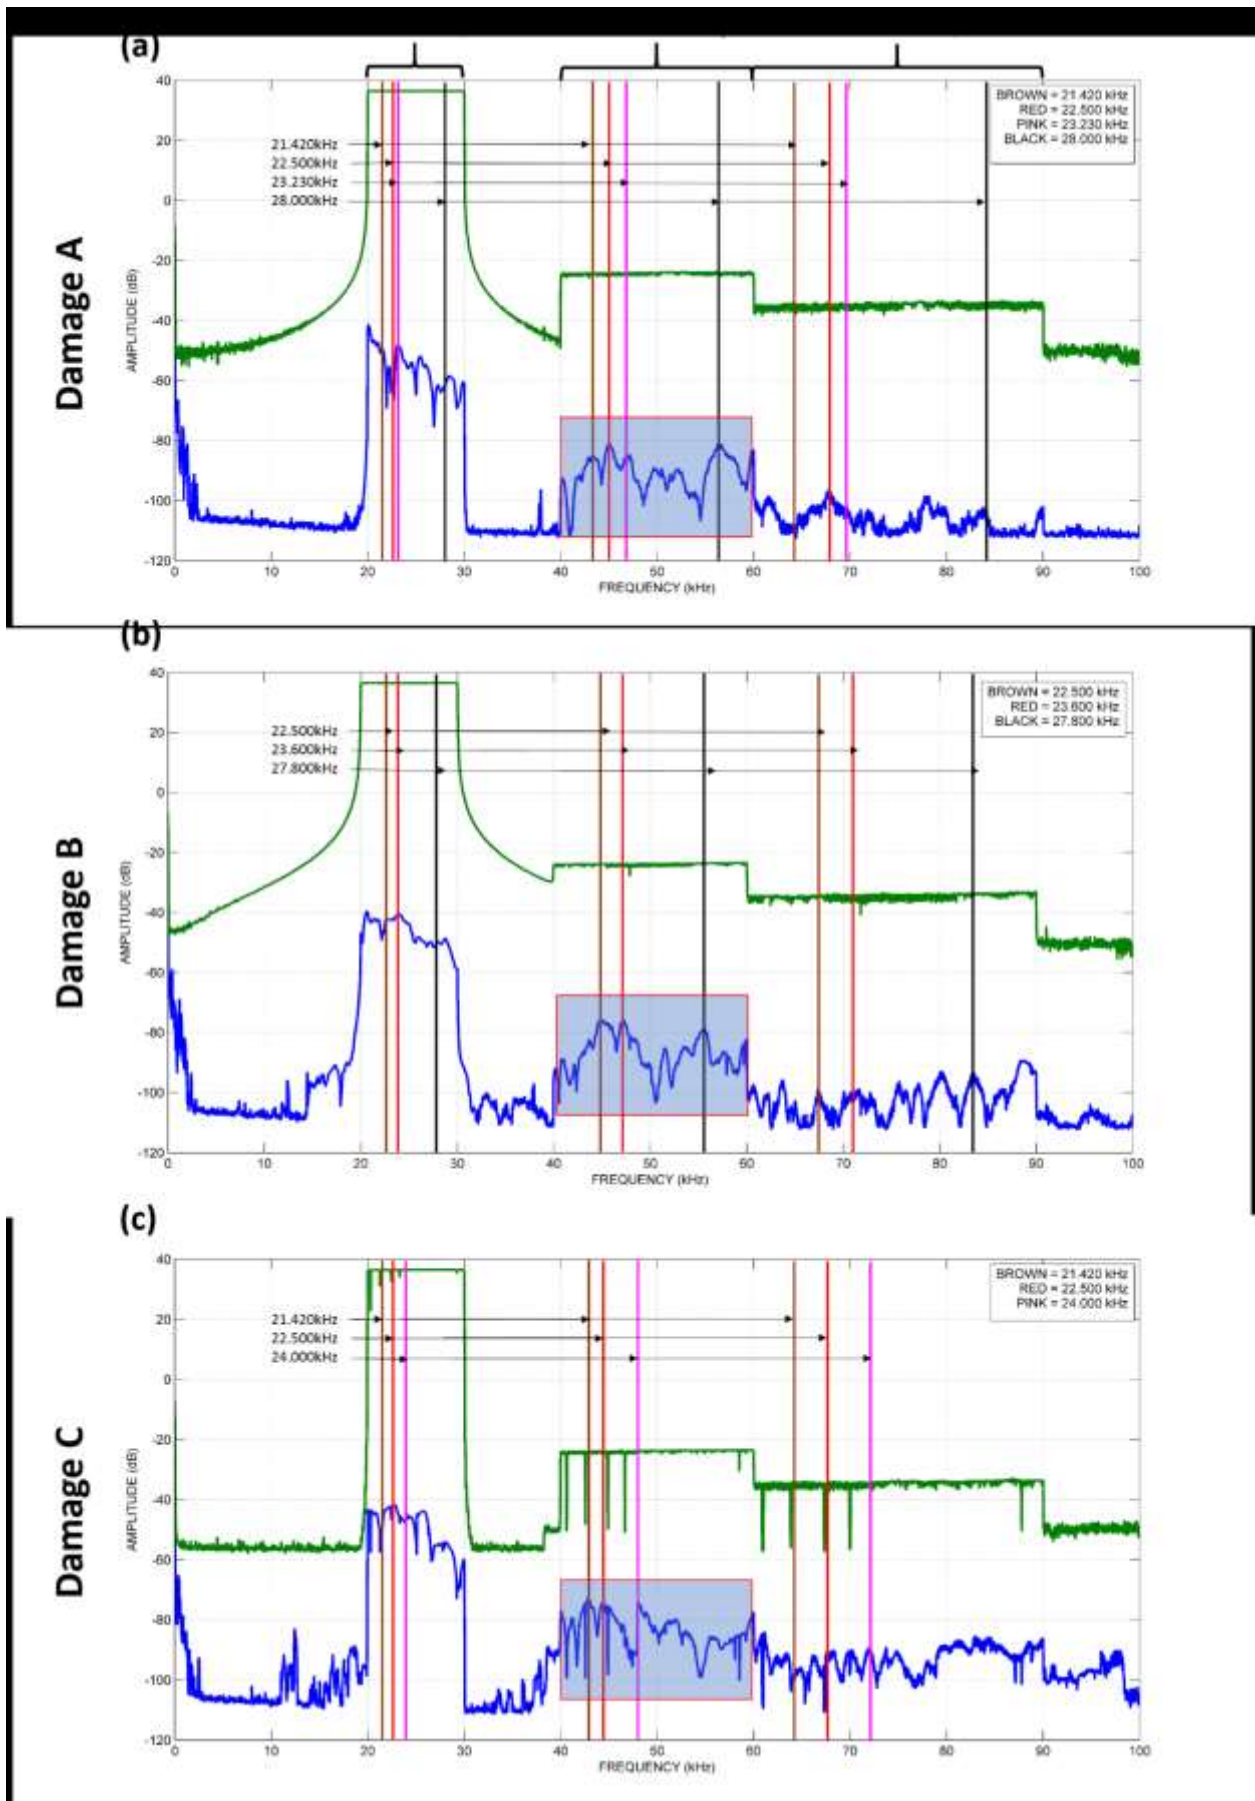 (a)
40
20
0
-20
-40
-60
-80
-100
-120
AMPLITUDE (dB)
Damage A
21.420kHz
22.500kHz
23.230kHz
28.000kHz
BROWN = 21.420 kHz
RED = 22.500 kHz
PINK = 23.230 kHz
BLACK = 28.000 kHz
0 10 20 30 40 50 60 70 80 90 100
FREQUENCY (kHz)
(b)
40
20
0
-20
-40
-60
-80
-100
-120
AMPLITUDE (dB)
Damage B
22.500kHz
23.600kHz
27.800kHz
BROWN = 22.500 kHz
RED = 23.600 kHz
BLACK = 27.800 kHz
0 10 20 30 40 50 60 70 80 90 100
FREQUENCY (kHz)
(c)
40
20
0
-20
-40
-60
-80
-100
-120
AMPLITUDE (dB)
Damage C
21.420kHz
22.500kHz
24.000kHz
BROWN = 21.420 kHz
RED = 22.500 kHz
PINK = 24.000 kHz
0 10 20 30 40 50 60 70 80 90 100
FREQUENCY (kHz)